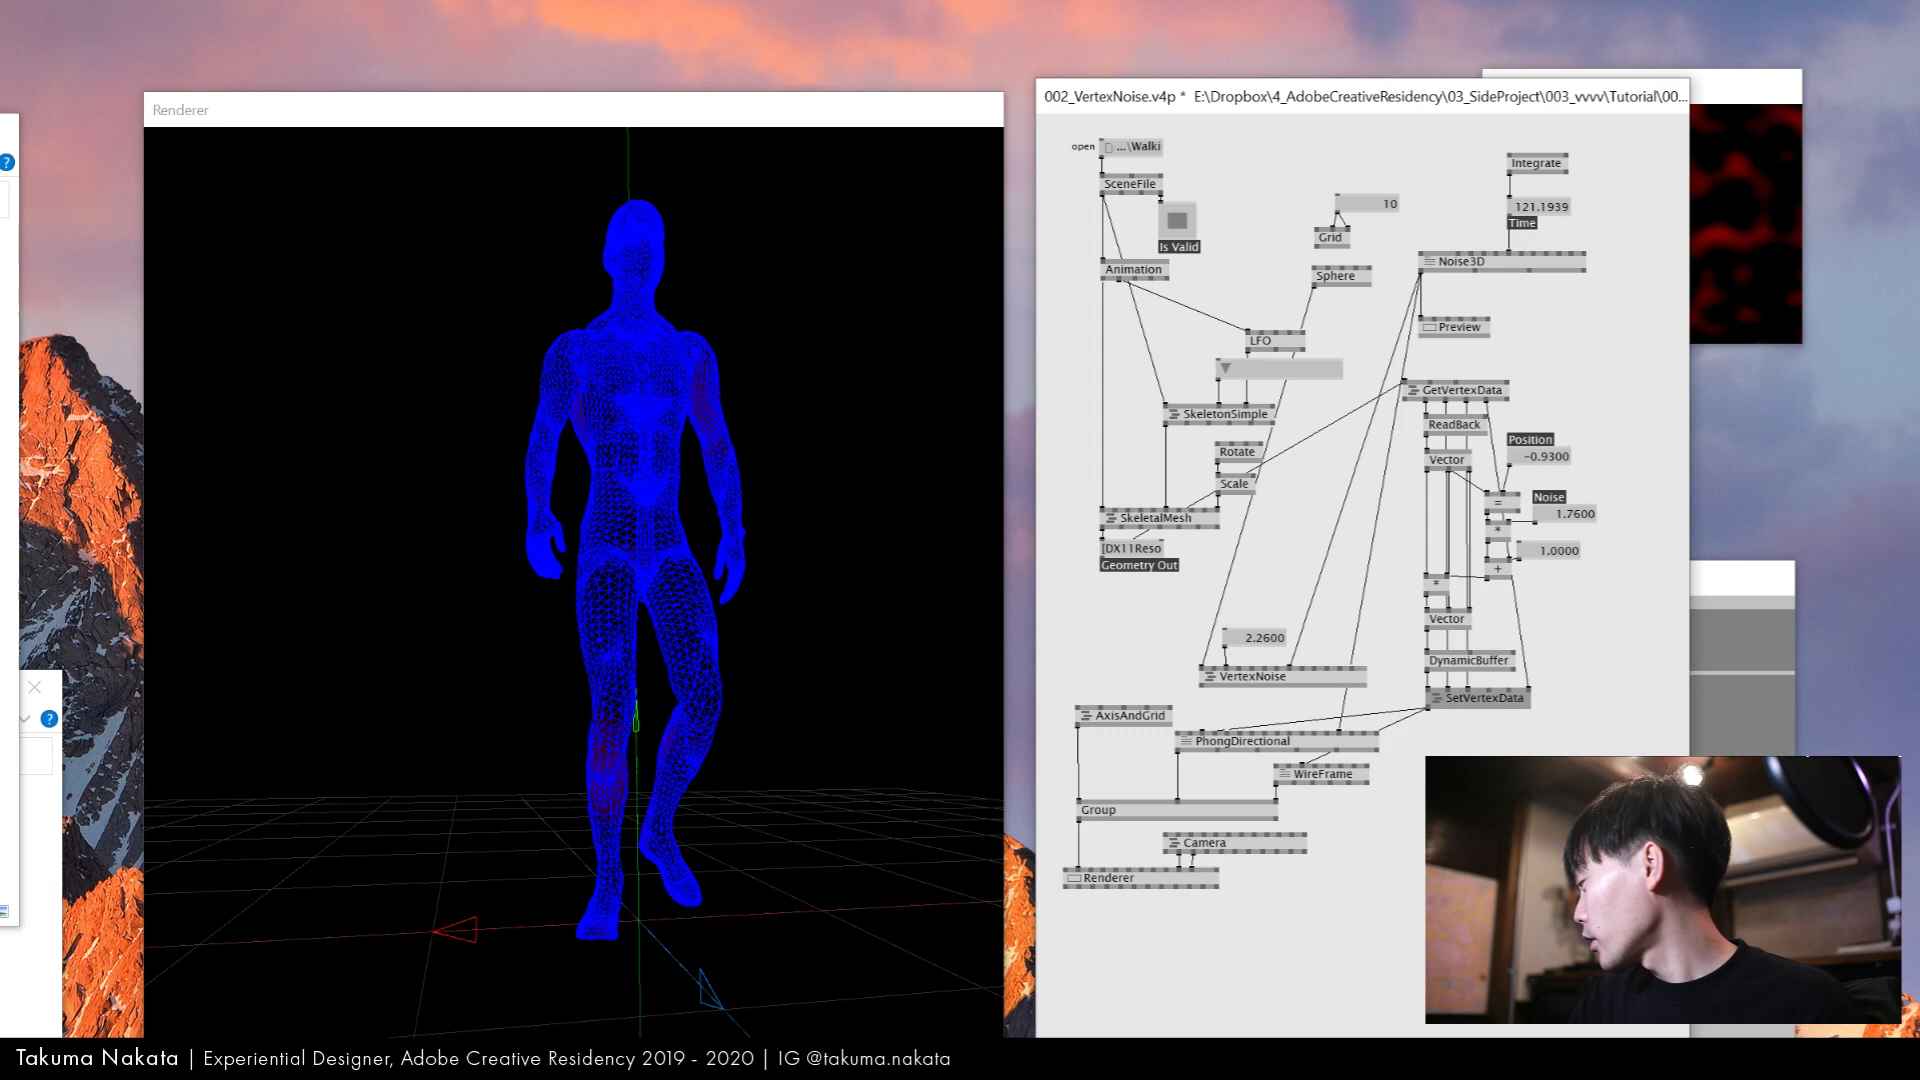 Renderer
002_VertexNoise.v4p * E:\Dropbox\4_AdobeCreativeResidency\03_SideProject\003_vvvv\Tutorial\00...
open
...\Walki
SceneFile
Is Valid
Animation
10
Grid
Sphere
Integrate
121.1939
Time
Noise3D
Preview
LFO
SkeletonSimple
Rotate
Scale
SkeletalMesh
[DX11Reso
Geometry Out
GetVertexData
ReadBack
Position
-0.9300
Vector
=
Noise
1.7600
*
1.0000
+
*
Vector
DynamicBuffer
SetVertexData
2.2600
VertexNoise
AxisAndGrid
PhongDirectional
WireFrame
Group
Camera
Renderer
?
?
Takuma Nakata | Experiential Designer, Adobe Creative Residency 2019 - 2020 | IG @takuma.nakata